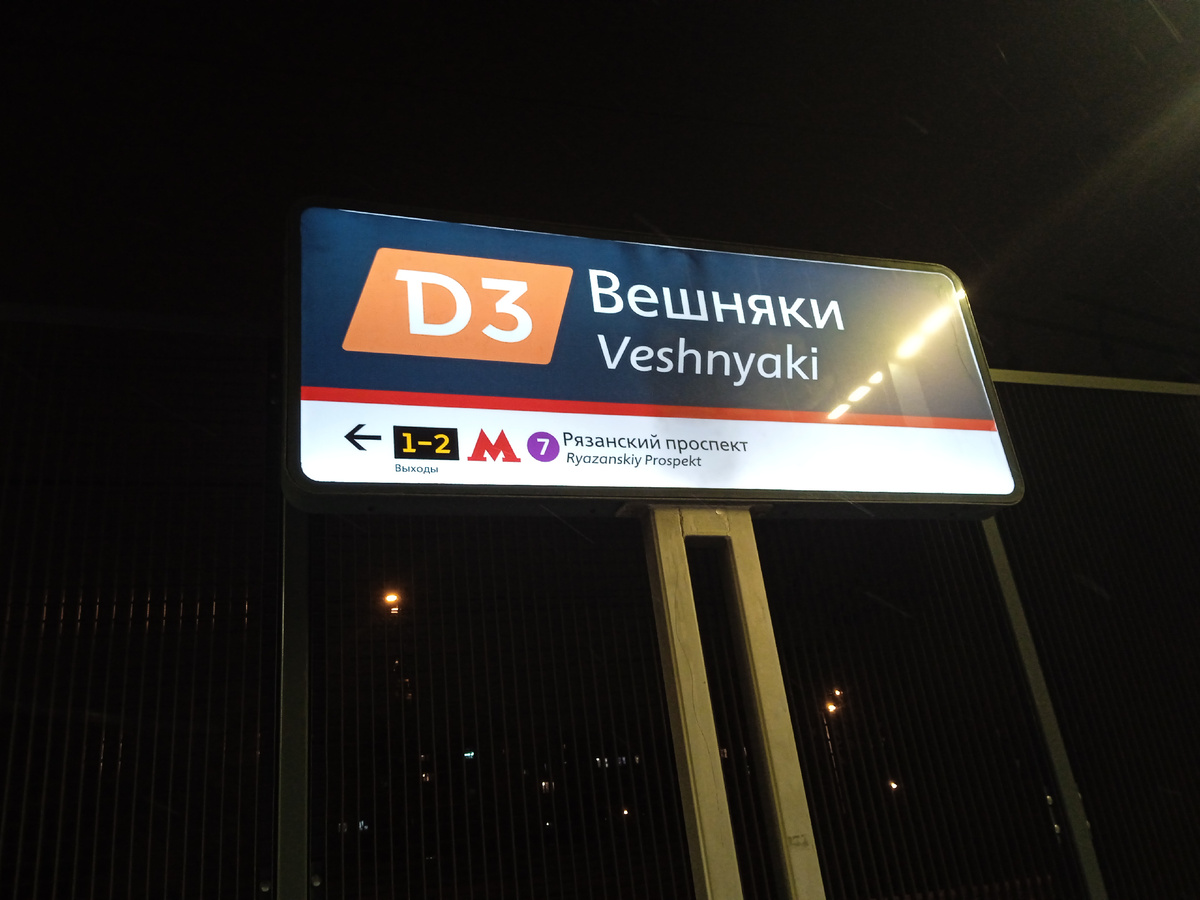 D3 Вешняки
Veshnyaki
← 1–2 М 7 Рязанский проспект
Выходы Ryazanskiy Prospekt